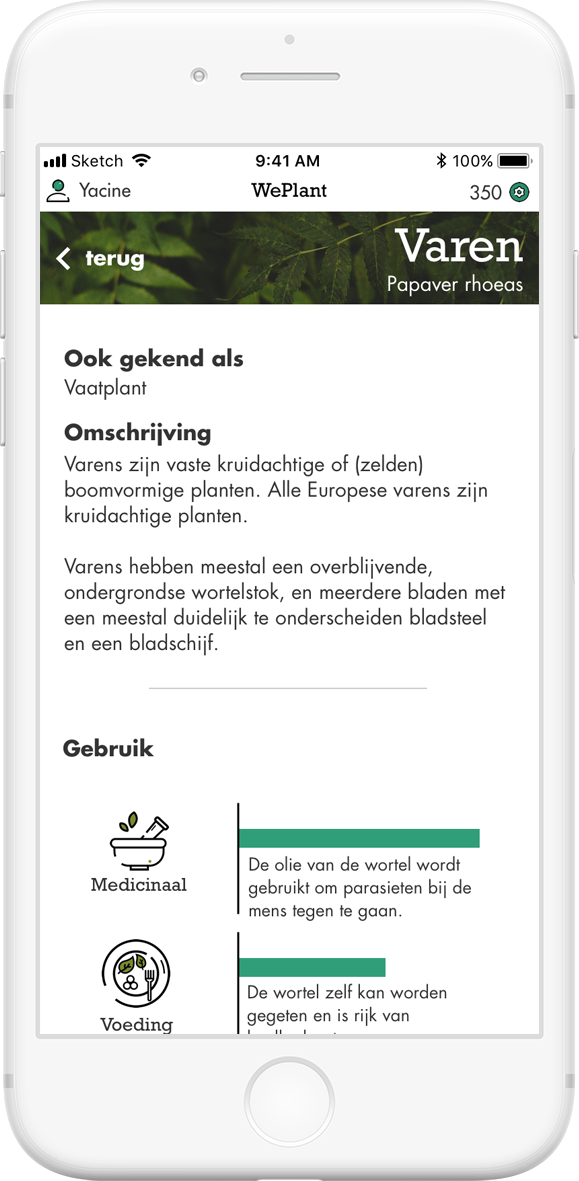 Sketch 9:41 AM 100%
Yacine WePlant 350
terug Varen
Papaver rhoeas
Ook gekend als
Vaatplant
Omschrijving
Varens zijn vaste kruidachtige of (zelden)
boomvormige planten. Alle Europese varens zijn
kruidachtige planten.
Varens hebben meestal een overblijvende,
ondergrondse wortelstok, en meerdere bladen met
een meestal duidelijk te onderscheiden bladsteel
en een bladschijf.
Gebruik
Medicinaal
De olie van de wortel wordt
gebruikt om parasieten bij de
mens tegen te gaan.
Voeding
De wortel zelf kan worden
gegeten en is rijk van